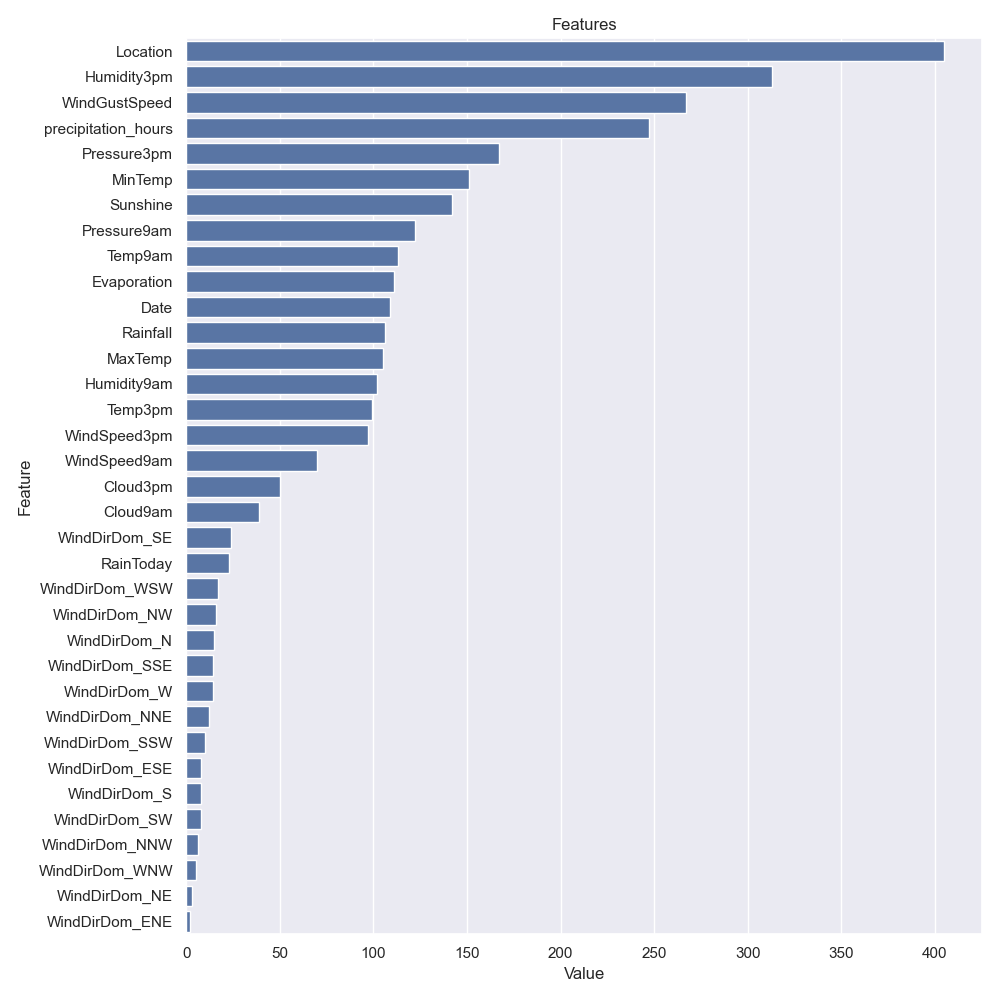 Features
Location
Humidity3pm
WindGustSpeed
precipitation_hours
Pressure3pm
MinTemp
Sunshine
Pressure9am
Temp9am
Evaporation
Date
Rainfall
MaxTemp
Humidity9am
Temp3pm
WindSpeed3pm
WindSpeed9am
Cloud3pm
Cloud9am
WindDirDom_SE
RainToday
WindDirDom_WSW
WindDirDom_NW
WindDirDom_N
WindDirDom_SSE
WindDirDom_W
WindDirDom_NNE
WindDirDom_SSW
WindDirDom_ESE
WindDirDom_S
WindDirDom_SW
WindDirDom_NNW
WindDirDom_WNW
WindDirDom_NE
WindDirDom_ENE
Feature
0 50 100 150 200 250 300 350 400
Value